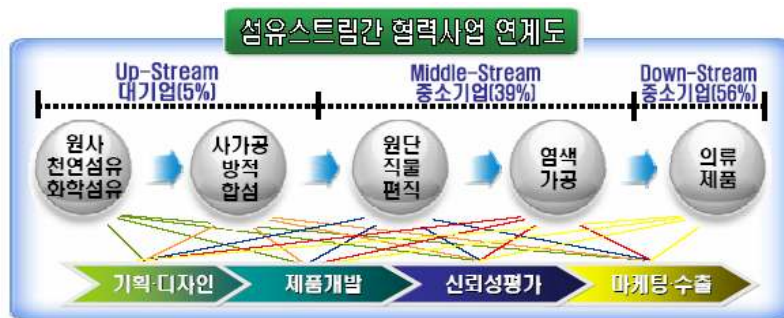 섬유스트림간 협력사업 연계도
Up-Stream
대기업(5%)
Middle-Stream
중소기업(39%)
Down-Stream
중소기업(56%)
원사
천연섬유
화학섬유
사가공
방적
합섬
원단
직물
편직
염색
가공
의류
제품
기획·디자인
제품개발
신뢰성평가
마케팅·수출